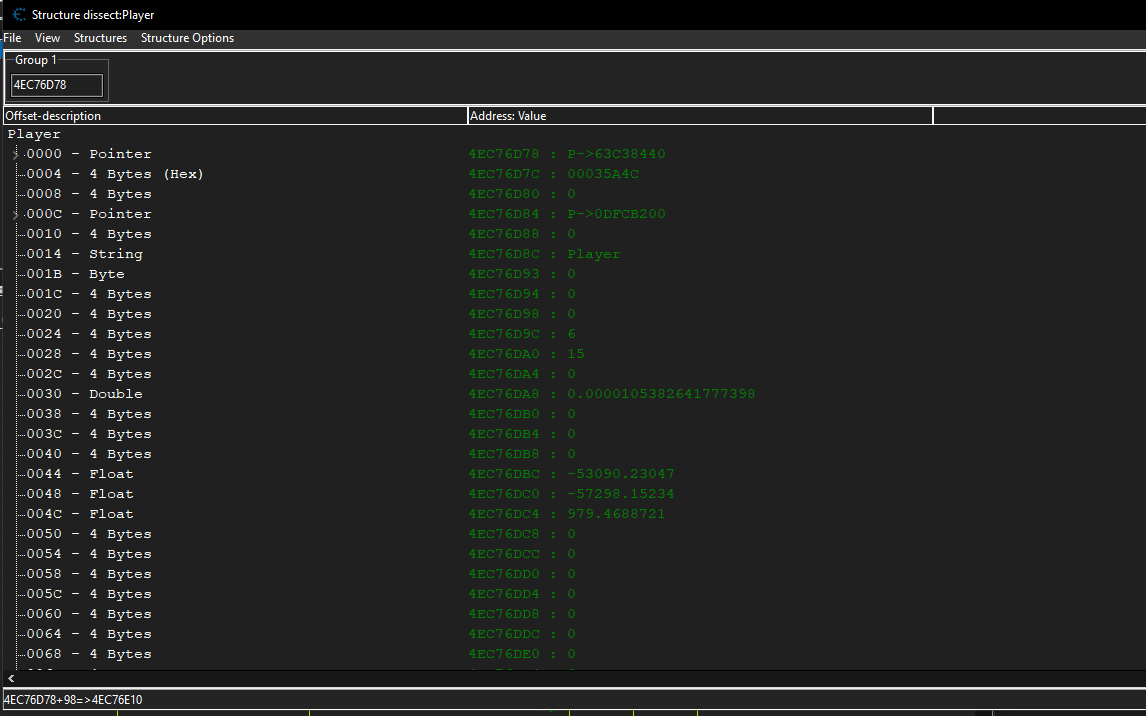 Structure dissect:Player
File View Structures Structure Options
Group 1
4EC76D78
Offset-description Address: Value
Player
0000 - Pointer 4EC76D78 : P->63C38440
0004 - 4 Bytes (Hex) 4EC76D7C : 00035A4C
0008 - 4 Bytes 4EC76D80 : 0
000C - Pointer 4EC76D84 : P->0DFCB200
0010 - 4 Bytes 4EC76D88 : 0
0014 - String 4EC76D8C : Player
001B - Byte 4EC76D93 : 0
001C - 4 Bytes 4EC76D94 : 0
0020 - 4 Bytes 4EC76D98 : 0
0024 - 4 Bytes 4EC76D9C : 6
0028 - 4 Bytes 4EC76DA0 : 15
002C - 4 Bytes 4EC76DA4 : 0
0030 - Double 4EC76DA8 : 0.0000105382641777398
0038 - 4 Bytes 4EC76DB0 : 0
003C - 4 Bytes 4EC76DB4 : 0
0040 - 4 Bytes 4EC76DB8 : 0
0044 - Float 4EC76DBC : -53090.23047
0048 - Float 4EC76DC0 : -57298.15234
004C - Float 4EC76DC4 : 979.4688721
0050 - 4 Bytes 4EC76DC8 : 0
0054 - 4 Bytes 4EC76DCC : 0
0058 - 4 Bytes 4EC76DD0 : 0
005C - 4 Bytes 4EC76DD4 : 0
0060 - 4 Bytes 4EC76DD8 : 0
0064 - 4 Bytes 4EC76DDC : 0
0068 - 4 Bytes 4EC76DE0 : 0
4EC76D78+98=>4EC76E10